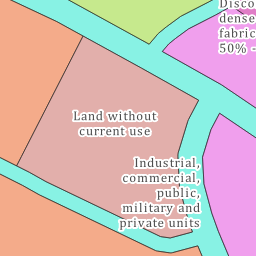 Disco
dense
fabric
50% -
Land without
current use
Industrial,
commercial,
public,
military and
private units